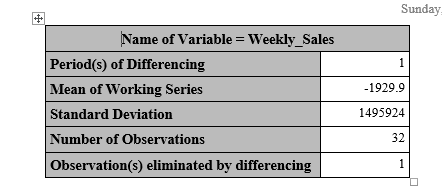 Sunday,
Name of Variable = Weekly_Sales
Period(s) of Differencing 1
Mean of Working Series -1929.9
Standard Deviation 1495924
Number of Observations 32
Observation(s) eliminated by differencing 1